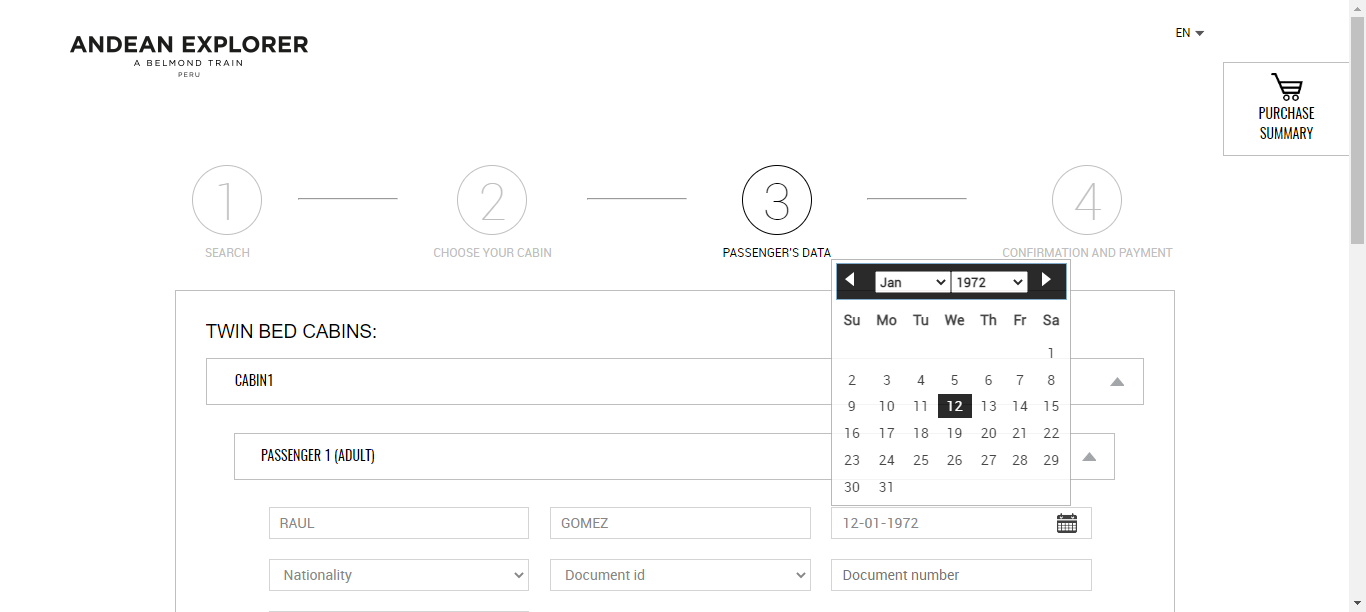 ANDEAN EXPLORER
A BELMOND TRAIN
PERU
EN
PURCHASE
SUMMARY
1
2
3
4
SEARCH
CHOOSE YOUR CABIN
PASSENGER'S DATA
CONFIRMATION AND PAYMENT
Jan 1972
Su Mo Tu We Th Fr Sa
1
2 3 4 5 6 7 8
9 10 11 12 13 14 15
16 17 18 19 20 21 22
23 24 25 26 27 28 29
30 31
TWIN BED CABINS:
CABIN1
PASSENGER 1 (ADULT)
RAUL
GOMEZ
12-01-1972
Nationality
Document id
Document number